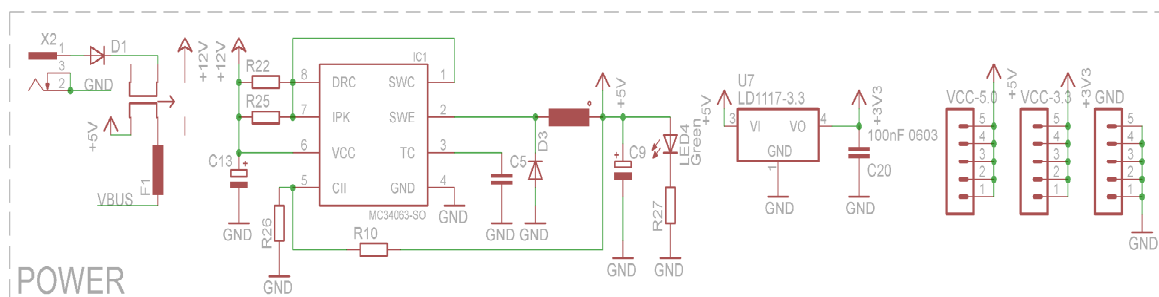 X2
1
3
2
GND
D1
+12V
+12V
+5V
VBUS
F1
R22
R25
C13
GND
IC1
8 DRC SWC 1
7 IPK SWE 2
6 VCC TC 3
5 CII GND 4
MC34063-SO
GND
R26
GND
R10
C5
GND
D3
GND
+5V
C9
GND
LED4
Green
R27
GND
U7
LD1117-3.3
+5V
3 VI VO 4
GND
1
GND
+3V3
100nF 0603
C20
GND
VCC-5.0
+5V
5
4
3
2
1
VCC-3.3
+3V3
5
4
3
2
1
GND
5
4
3
2
1
GND
POWER